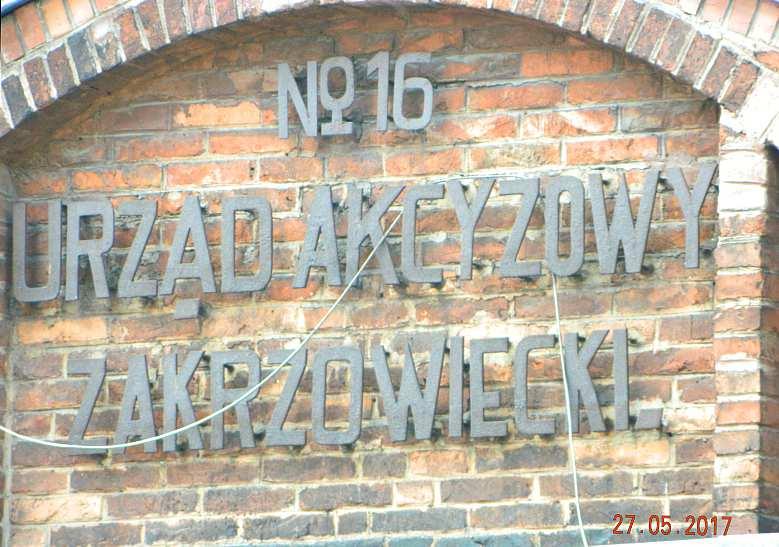 № 16
URZĄD AKCYZOWY
ZAKRZOWIECKI.
27.05.2017